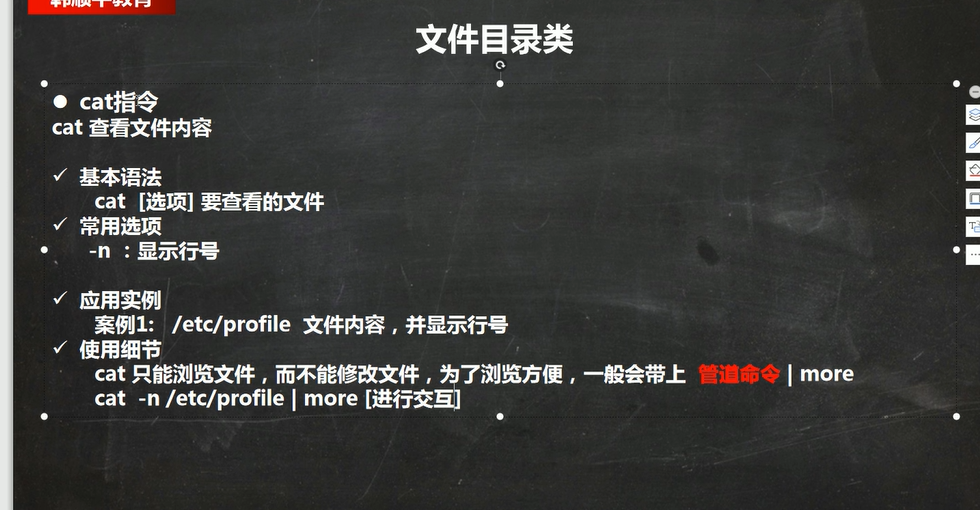 韩顺平教育
文件目录类
● cat指令
cat 查看文件内容
✓ 基本语法
cat [选项] 要查看的文件
✓ 常用选项
-n ：显示行号
✓ 应用实例
案例1: /etc/profile 文件内容，并显示行号
✓ 使用细节
cat 只能浏览文件，而不能修改文件，为了浏览方便，一般会带上 管道命令 | more
cat -n /etc/profile | more [进行交互]